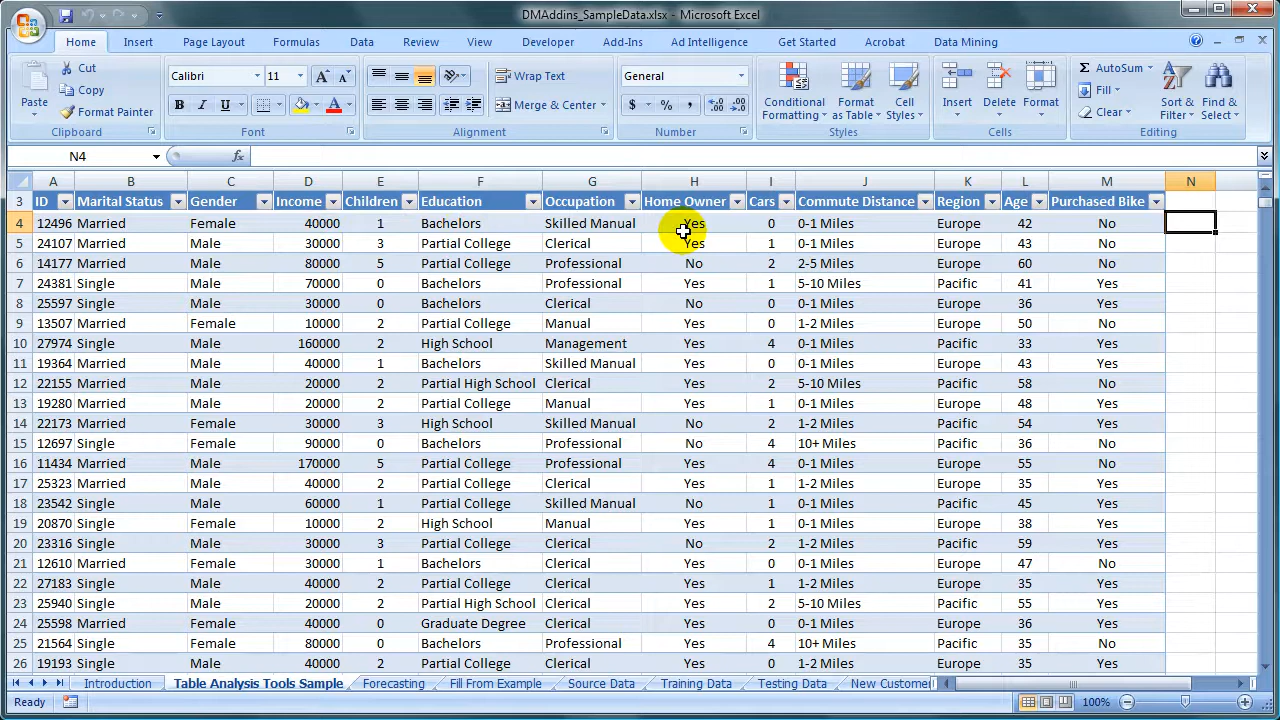 DMAddins_SampleData.xlsx - Microsoft Excel
Home Insert Page Layout Formulas Data Review View Developer Add-Ins Ad Intelligence Get Started Acrobat Data Mining
Paste Cut Copy Format Painter Clipboard
Calibri 11 B I U A A A Font
Wrap Text Merge & Center Alignment
General $ % , Number
Conditional Formatting Format as Table Cell Styles Styles
Insert Delete Format Cells
Σ AutoSum Fill Clear Sort & Filter Find & Select Editing
N4 fx
A B C D E F G H I J K L M N
3 ID Marital Status Gender Income Children Education Occupation Home Owner Cars Commute Distance Region Age Purchased Bike
4 12496 Married Female 40000 1 Bachelors Skilled Manual Yes 0 0-1 Miles Europe 42 No
5 24107 Married Male 30000 3 Partial College Clerical Yes 1 0-1 Miles Europe 43 No
6 14177 Married Male 80000 5 Partial College Professional No 2 2-5 Miles Europe 60 No
7 24381 Single Male 70000 0 Bachelors Professional Yes 1 5-10 Miles Pacific 41 Yes
8 25597 Single Male 30000 0 Bachelors Clerical No 0 0-1 Miles Europe 36 Yes
9 13507 Married Female 10000 2 Partial College Manual Yes 0 1-2 Miles Europe 50 No
10 27974 Single Male 160000 2 High School Management Yes 4 0-1 Miles Pacific 33 Yes
11 19364 Married Male 40000 1 Bachelors Skilled Manual Yes 0 0-1 Miles Europe 43 Yes
12 22155 Married Male 20000 2 Partial High School Clerical Yes 2 5-10 Miles Pacific 58 No
13 19280 Married Male 20000 2 Partial College Manual Yes 1 0-1 Miles Europe 48 Yes
14 22173 Married Female 30000 3 High School Skilled Manual No 2 1-2 Miles Pacific 54 Yes
15 12697 Single Female 90000 0 Bachelors Professional No 4 10+ Miles Pacific 36 No
16 11434 Married Male 170000 5 Partial College Professional Yes 4 0-1 Miles Europe 55 No
17 25323 Married Male 40000 2 Partial College Clerical Yes 1 1-2 Miles Europe 35 Yes
18 23542 Single Male 60000 1 Partial College Skilled Manual No 1 0-1 Miles Pacific 45 Yes
19 20870 Single Female 10000 2 High School Manual Yes 0 0-1 Miles Europe 38 Yes
20 23316 Single Male 30000 3 Partial College Clerical No 2 1-2 Miles Pacific 59 Yes
21 12610 Married Female 30000 1 Bachelors Clerical Yes 0 0-1 Miles Europe 47 No
22 27183 Single Male 40000 2 Partial College Clerical Yes 1 1-2 Miles Europe 35 Yes
23 25940 Single Male 20000 2 Partial High School Clerical Yes 2 5-10 Miles Pacific 55 Yes
24 25598 Married Female 40000 0 Graduate Degree Clerical Yes 0 0-1 Miles Europe 36 Yes
25 21564 Single Female 80000 0 Bachelors Professional Yes 4 10+ Miles Pacific 35 No
26 19193 Single Male 40000 2 Partial College Clerical Yes 0 1-2 Miles Europe 35 Yes
Introduction Table Analysis Tools Sample Forecasting Fill From Example Source Data Training Data Testing Data New Customer
Ready 100%